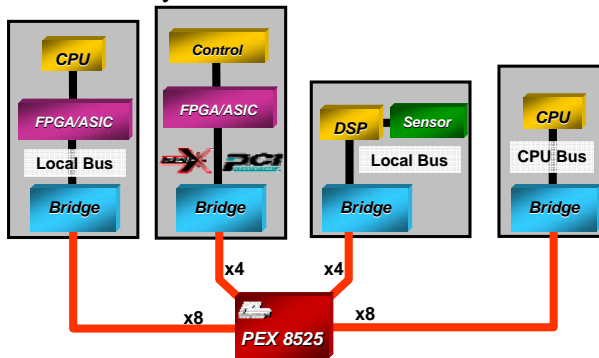 CPU
FPGA/ASIC
Local Bus
Bridge
Control
FPGA/ASIC
PCI
Bridge
DSP
Sensor
Local Bus
Bridge
CPU
CPU Bus
Bridge
x4
x4
x8
x8
PEX 8525